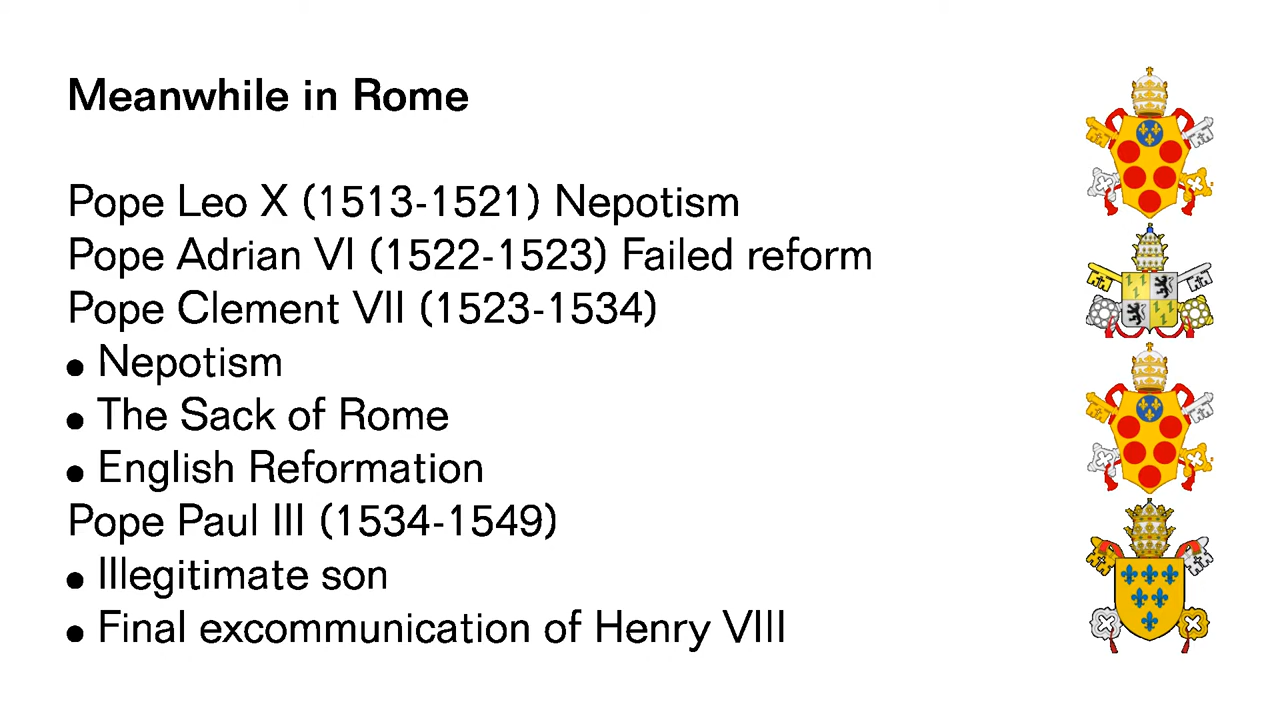 Meanwhile in Rome
Pope Leo X (1513-1521) Nepotism
Pope Adrian VI (1522-1523) Failed reform
Pope Clement VII (1523-1534)
● Nepotism
● The Sack of Rome
● English Reformation
Pope Paul III (1534-1549)
● Illegitimate son
● Final excommunication of Henry VIII